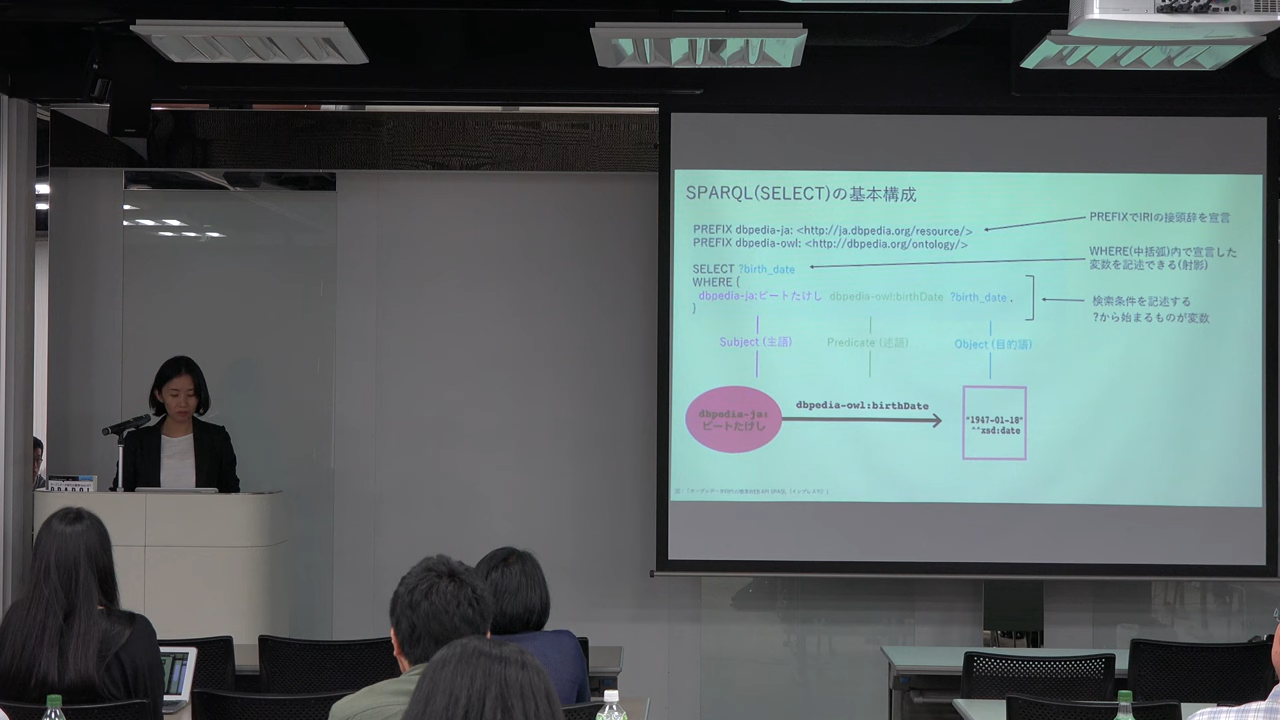 SPARQL(SELECT)の基本構成
PREFIX dbpedia-ja: <http://ja.dbpedia.org/resource/>
PREFIX dbpedia-owl: <http://dbpedia.org/ontology/>
PREFIXでIRIの接頭辞を宣言
SELECT ?birth_date
WHERE(中括弧)内で宣言した
変数を記述できる(射影)
WHERE {
dbpedia-ja:ビートたけし dbpedia-owl:birthDate ?birth_date .
}
検索条件を記述する
?から始まるものが変数
Subject (主語) Predicate (述語) Object (目的語)
dbpedia-ja:
ビートたけし
dbpedia-owl:birthDate
"1947-01-18"
^^xsd:date
SPARQL